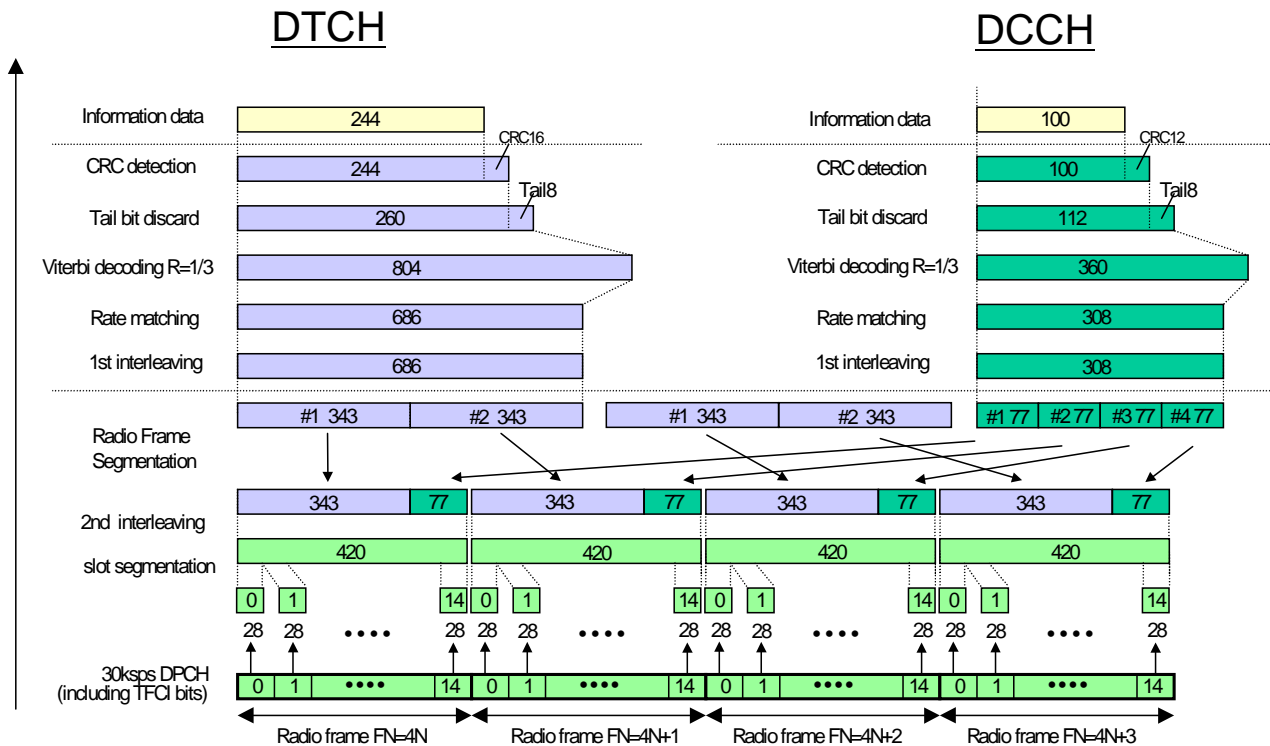 DTCH DCCH
Information data 244 Information data 100
CRC16 CRC12
CRC detection 244 CRC detection 100
Tail8 Tail8
Tail bit discard 260 Tail bit discard 112
Viterbi decoding R=1/3 804 Viterbi decoding R=1/3 360
Rate matching 686 Rate matching 308
1st interleaving 686 1st interleaving 308
#1 343 #2 343 #1 343 #2 343 #1 77 #2 77 #3 77 #4 77
Radio Frame
Segmentation
343 77 343 77 343 77 343 77
2nd interleaving
420 420 420 420
slot segmentation
0 1 14 0 1 14 0 1 14 0 1 14
28 28 •••• 28 28 28 •••• 28 28 28 •••• 28 28 28 •••• 28
30ksps DPCH
(including TFCI bits)
0 1 •••• 14 0 1 •••• 14 0 1 •••• 14 0 1 •••• 14
Radio frame FN=4N Radio frame FN=4N+1 Radio frame FN=4N+2 Radio frame FN=4N+3